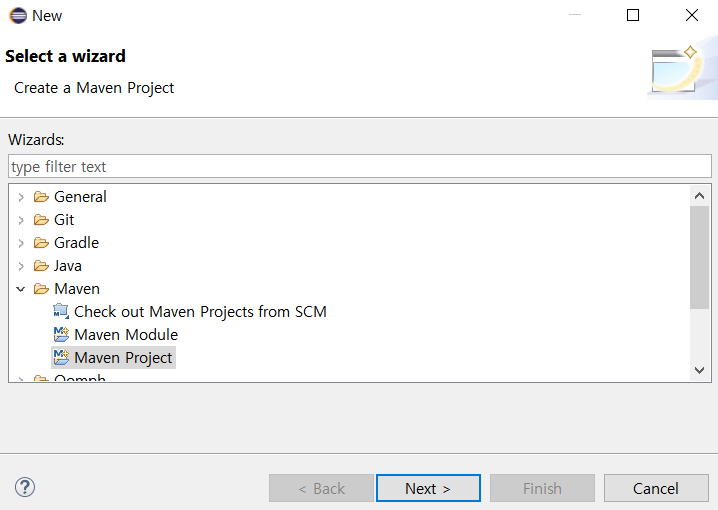 New
Select a wizard
Create a Maven Project
Wizards:
type filter text
General
Git
Gradle
Java
Maven
Check out Maven Projects from SCM
Maven Module
Maven Project
Oomph
< Back
Next >
Finish
Cancel